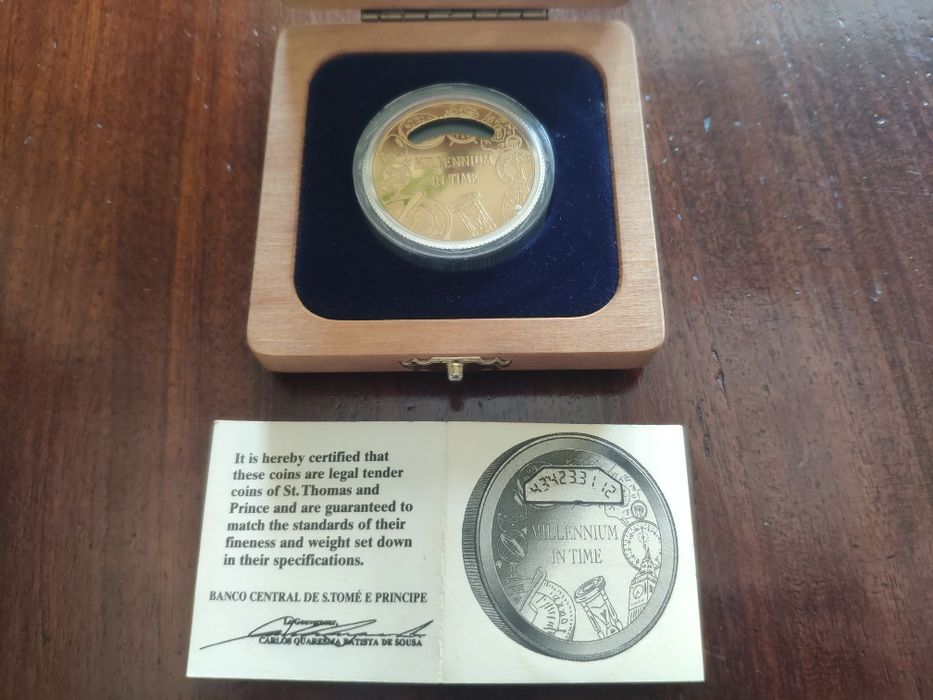 MILLENNIUM
IN TIME
It is hereby certified that
these coins are legal tender
coins of St. Thomas and
Prince and are guaranteed to
match the standards of their
fineness and weight set down
in their specifications.
BANCO CENTRAL DE S.TOMÉ E PRINCIPE
Le Gouverneur,
CARLOS QUARESMA BATISTA DE SOUSA
4342331 12
MILLENNIUM
IN TIME